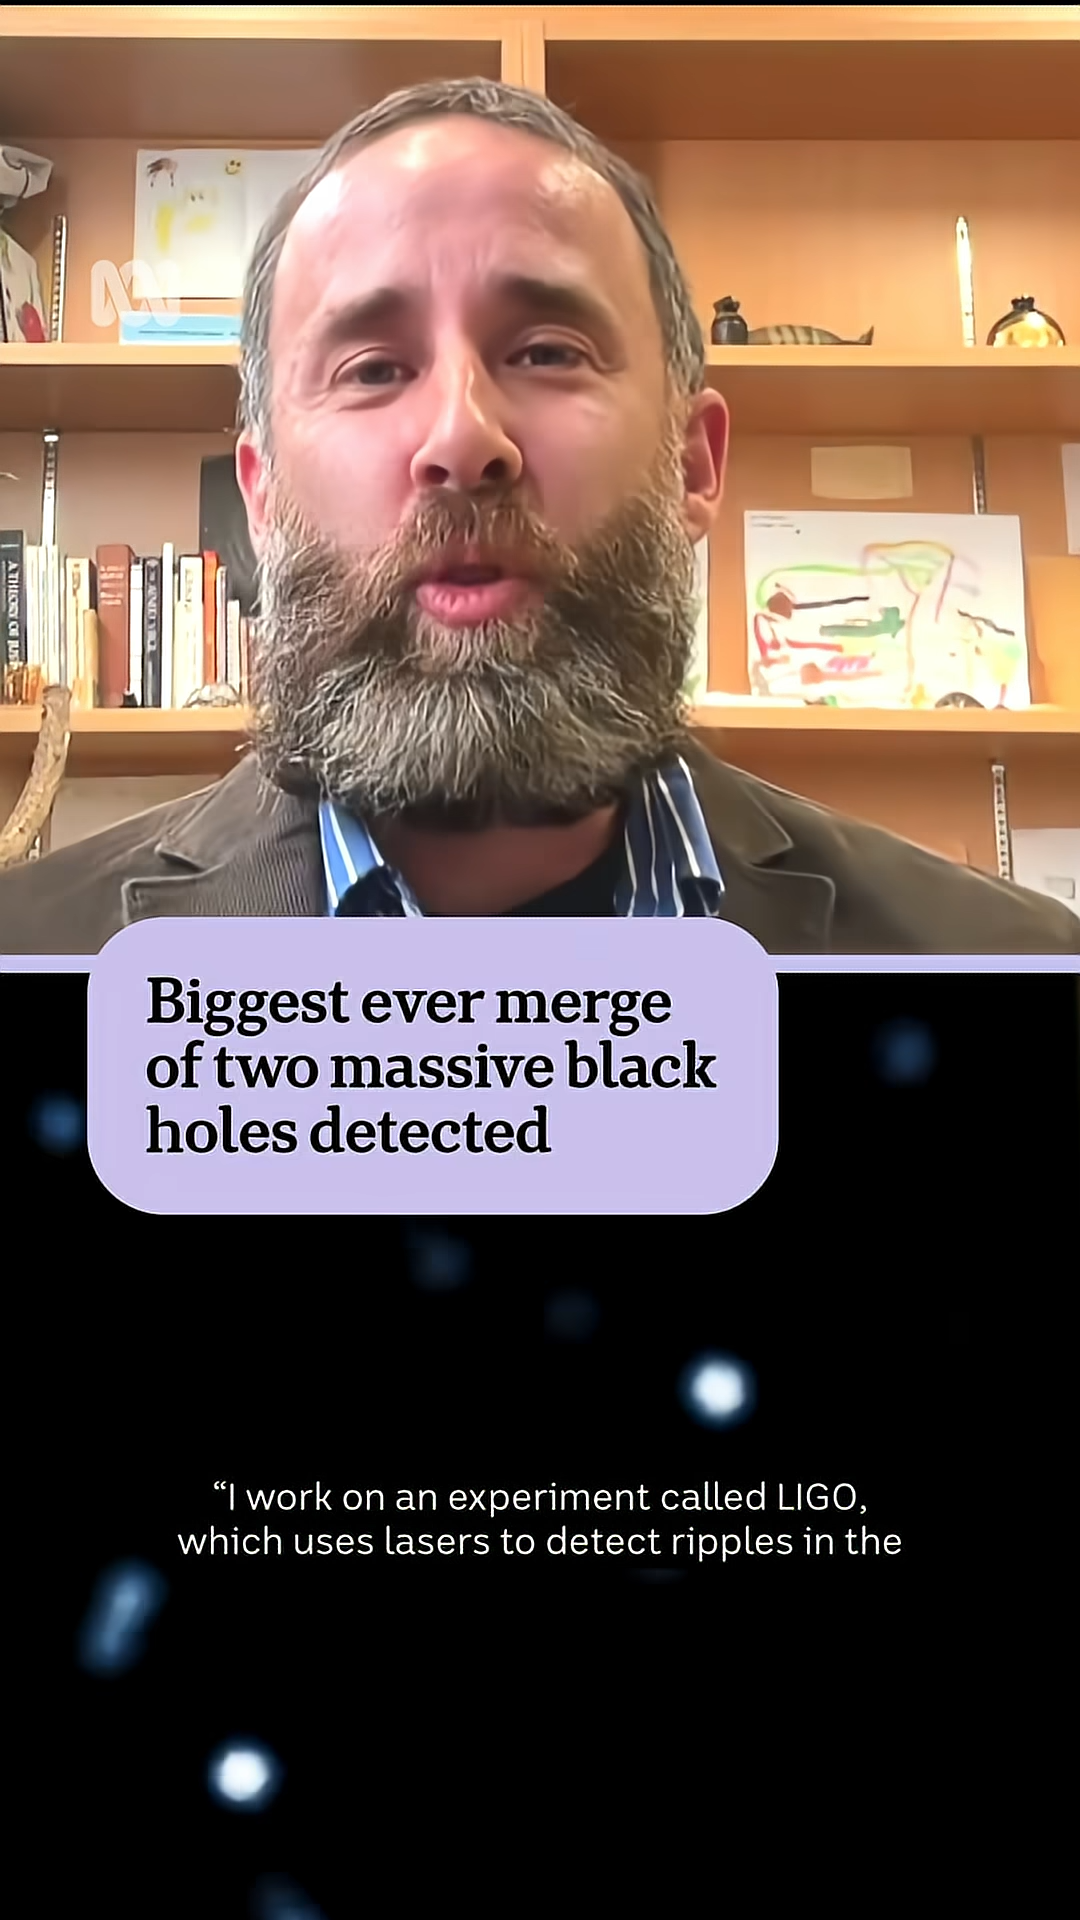 Biggest ever merge
of two massive black
holes detected
“I work on an experiment called LIGO,
which uses lasers to detect ripples in the